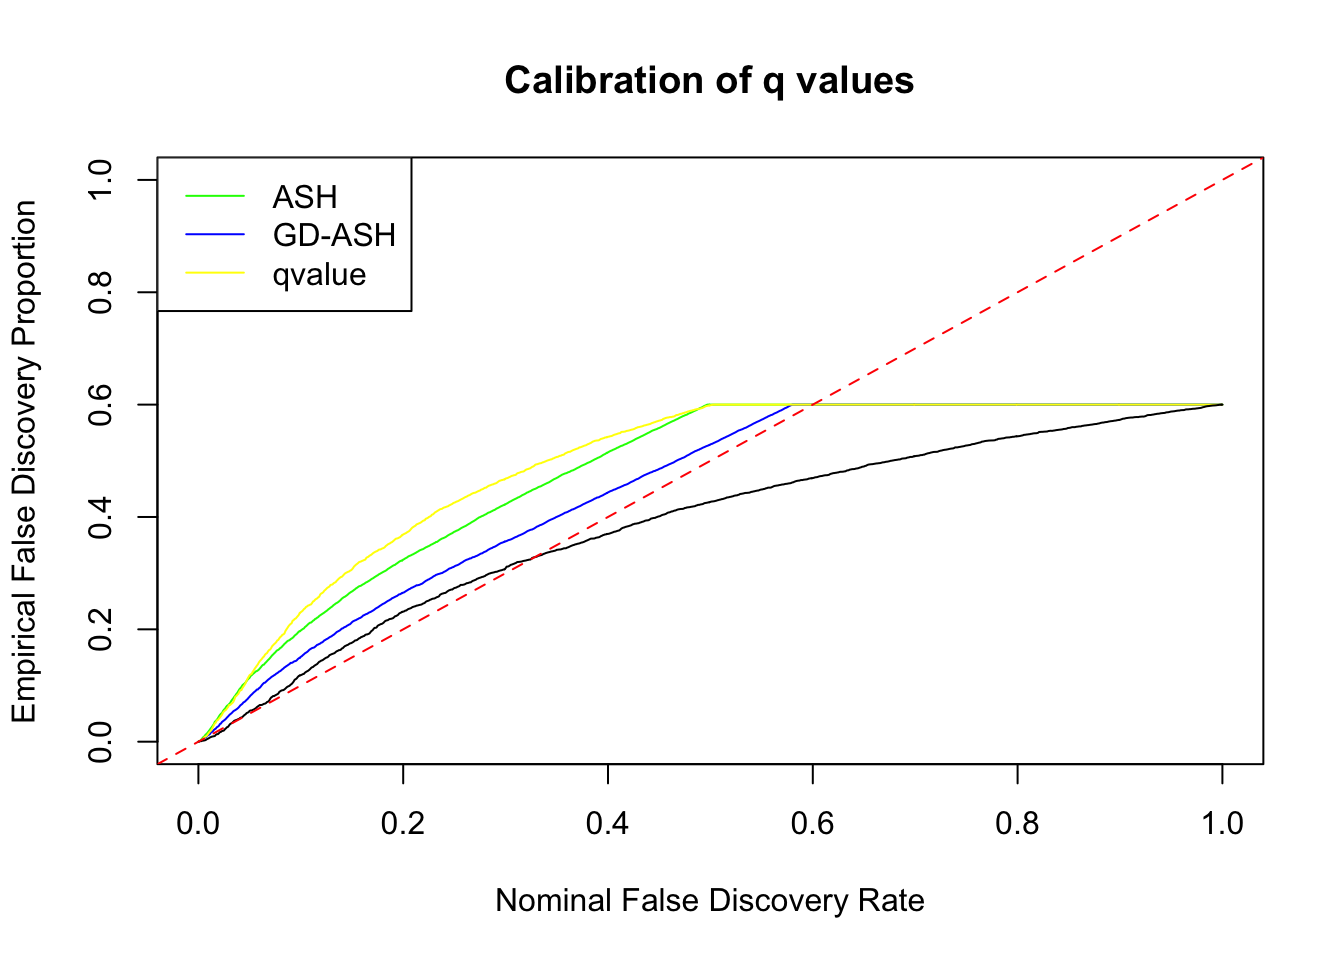 Calibration of q values
ASH
GD-ASH
qvalue
Empirical False Discovery Proportion
1.0
0.8
0.6
0.4
0.2
0.0
0.0 0.2 0.4 0.6 0.8 1.0
Nominal False Discovery Rate